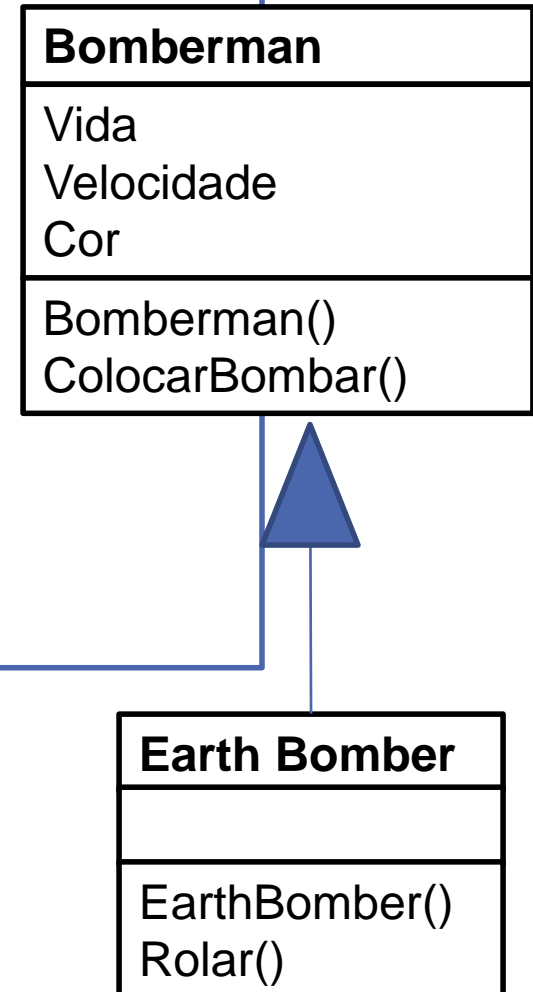 Bomberman
Vida
Velocidade
Cor
Bomberman()
ColocarBombar()
Earth Bomber
EarthBomber()
Rolar()